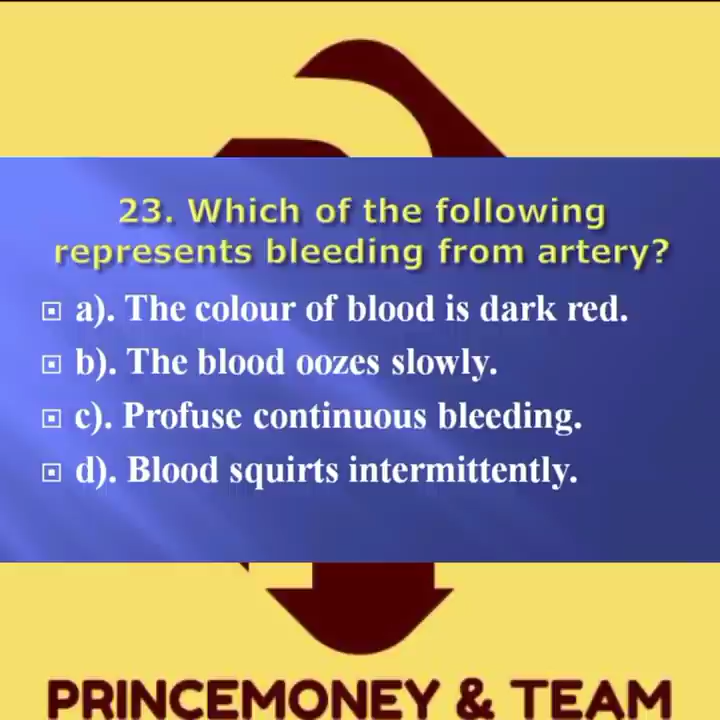 23. Which of the following
represents bleeding from artery?
a). The colour of blood is dark red.
b). The blood oozes slowly.
c). Profuse continuous bleeding.
d). Blood squirts intermittently.
PRINCEMONEY & TEAM